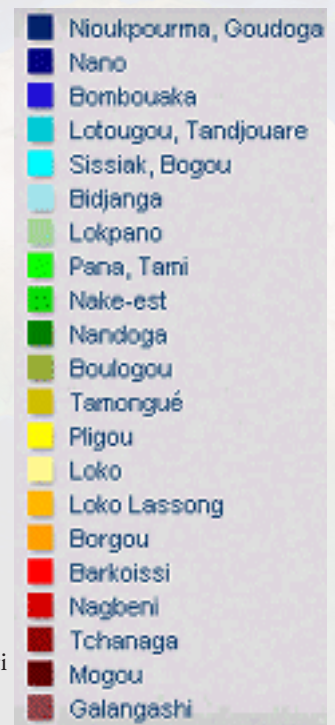 Nioukpourma, Goudoga
Nano
Bombouaka
Lotougou, Tandjouare
Sissiak, Bogou
Bidjanga
Lokpano
Pana, Tami
Nake-est
Nandoga
Boulogou
Tamongué
Pligou
Loko
Loko Lassong
Borgou
Barkoissi
Nagbeni
Tchanaga
i
Mogou
Galangashi